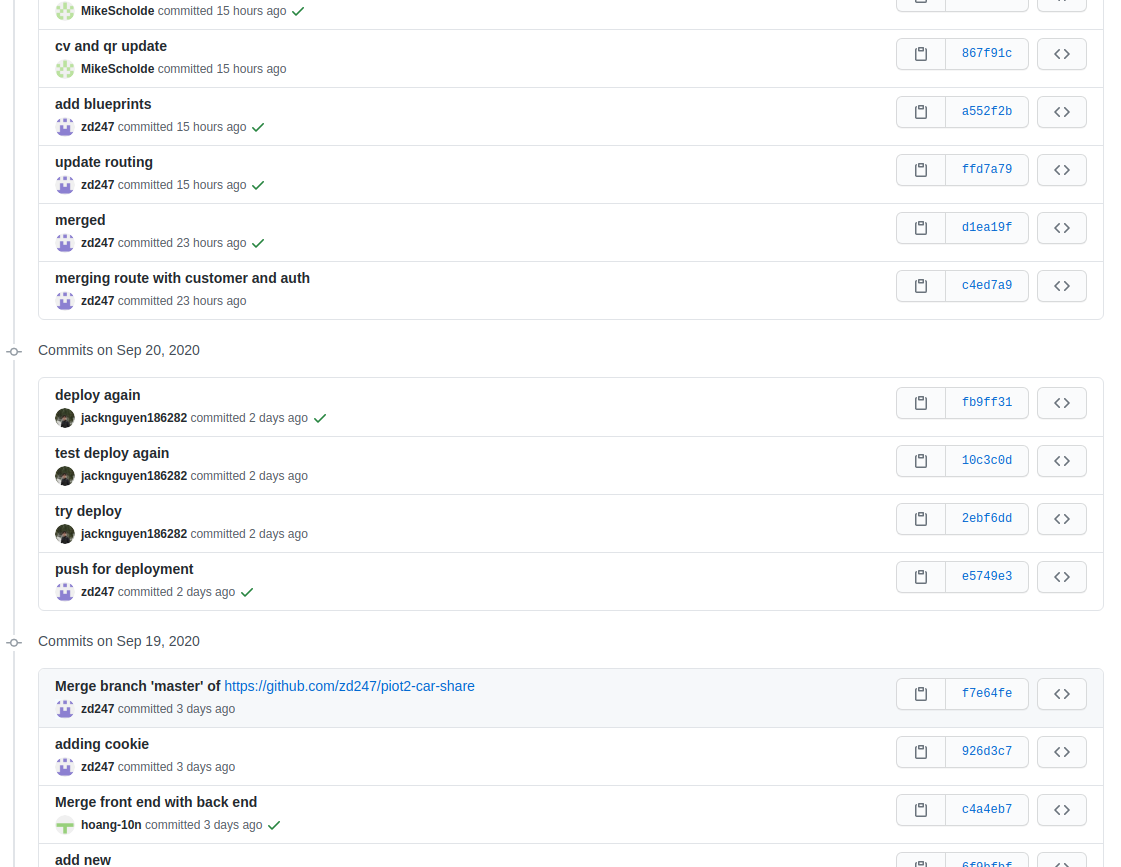 MikeScholde committed 15 hours ago
cv and qr update
MikeScholde committed 15 hours ago
867f91c
add blueprints
zd247 committed 15 hours ago
a552f2b
update routing
zd247 committed 15 hours ago
ffd7a79
merged
zd247 committed 23 hours ago
d1ea19f
merging route with customer and auth
zd247 committed 23 hours ago
c4ed7a9
Commits on Sep 20, 2020
deploy again
jacknguyen186282 committed 2 days ago
fb9ff31
test deploy again
jacknguyen186282 committed 2 days ago
10c3c0d
try deploy
jacknguyen186282 committed 2 days ago
2ebf6dd
push for deployment
zd247 committed 2 days ago
e5749e3
Commits on Sep 19, 2020
Merge branch 'master' of https://github.com/zd247/piot2-car-share
zd247 committed 3 days ago
f7e64fe
adding cookie
zd247 committed 3 days ago
926d3c7
Merge front end with back end
hoang-10n committed 3 days ago
c4a4eb7
add new